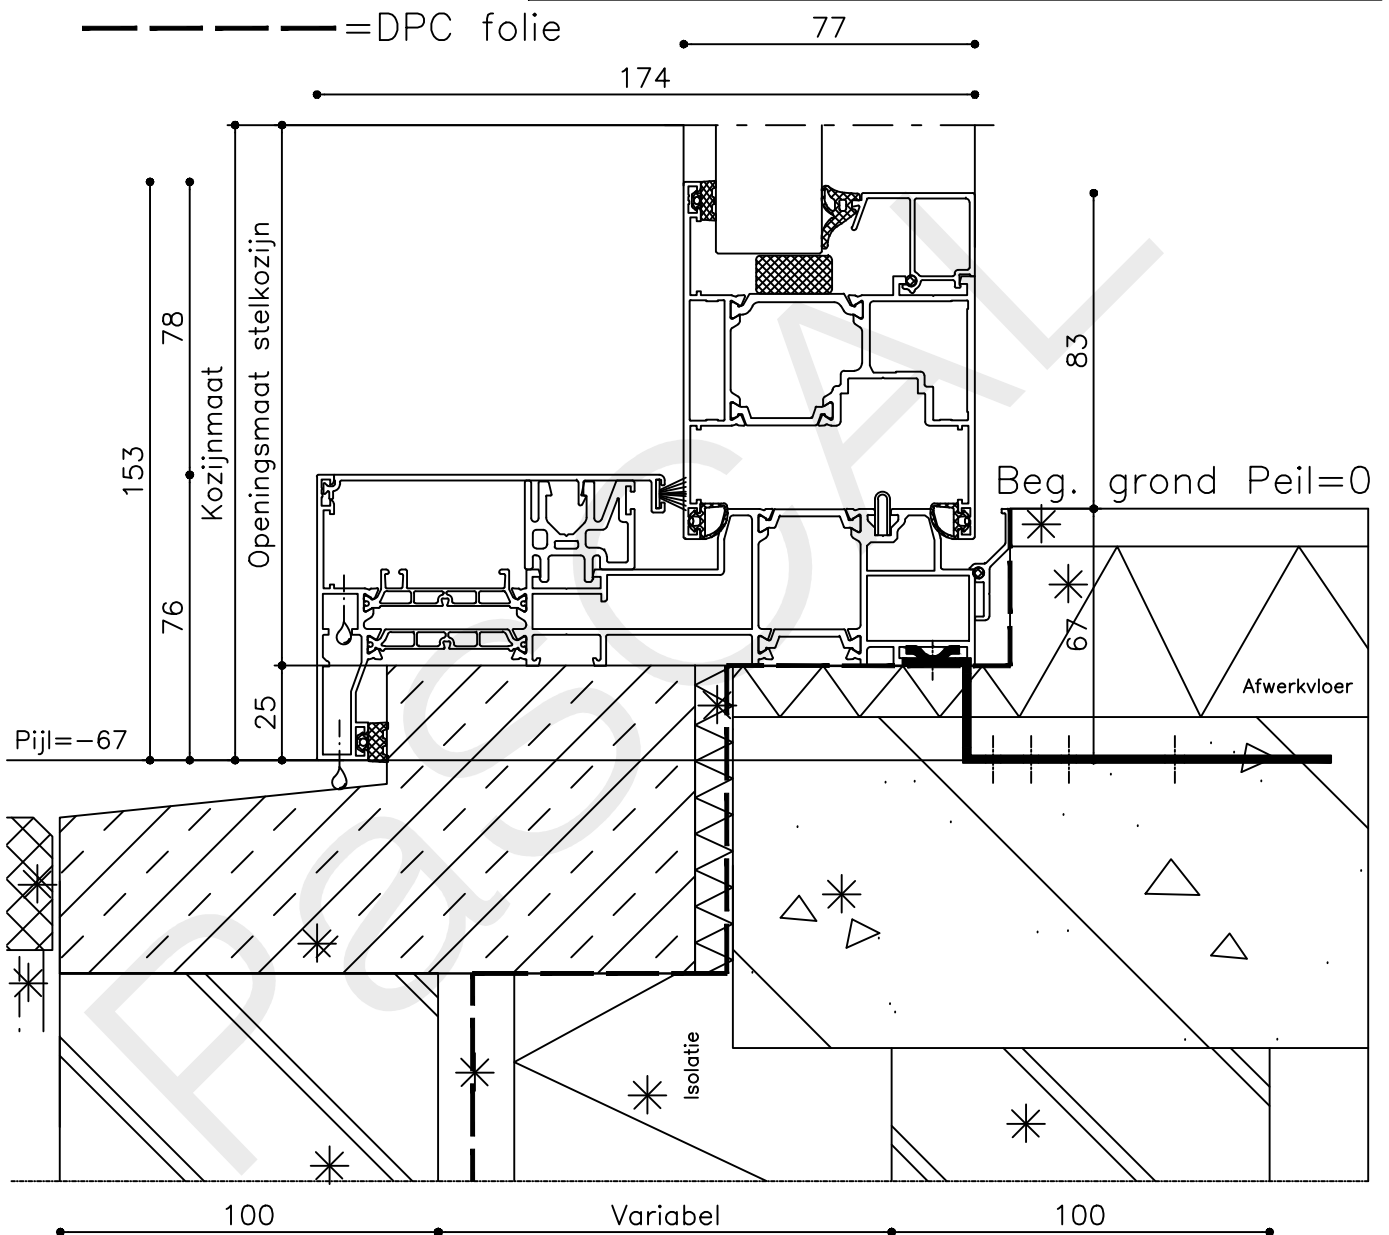 =DPC folie
77
174
153
78
76
Kozijnmaat
Openingsmaat stelkozijn
25
Pijl=-67
83
Beg. grond Peil=0
67
Afwerkvloer
Isolatie
PaSCAL
100
Variabel
100